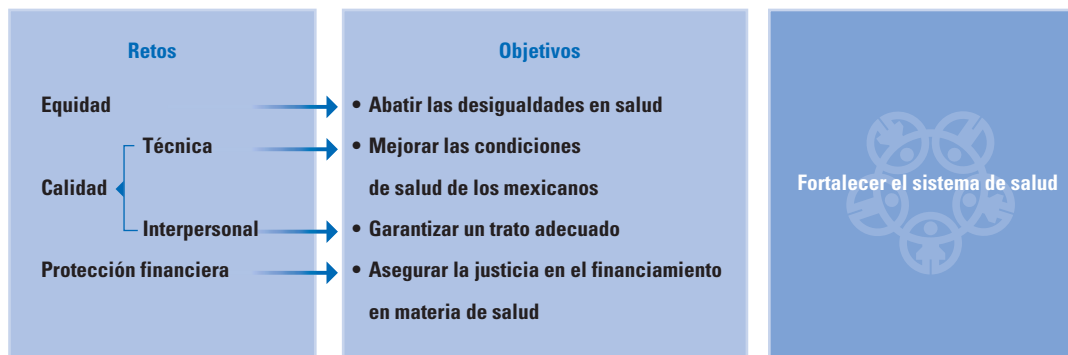 Retos
Equidad
Técnica
Calidad
Interpersonal
Protección financiera
Objetivos
• Abatir las desigualdades en salud
• Mejorar las condiciones
de salud de los mexicanos
• Garantizar un trato adecuado
• Asegurar la justicia en el financiamiento
en materia de salud
Fortalecer el sistema de salud